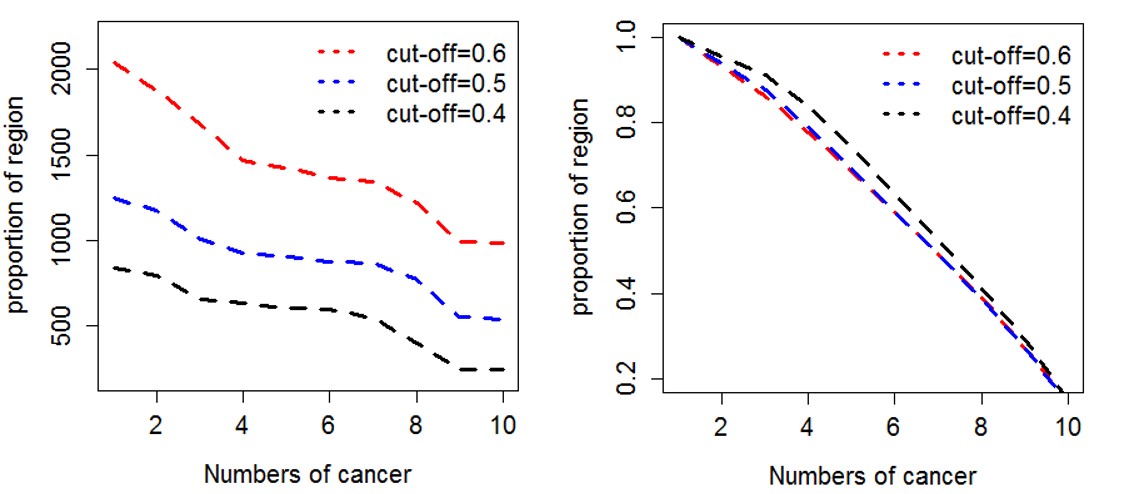 proportion of region
2000
1500
1000
500
cut-off=0.6
cut-off=0.5
cut-off=0.4
2 4 6 8 10
Numbers of cancer
proportion of region
1.0
0.8
0.6
0.4
0.2
cut-off=0.6
cut-off=0.5
cut-off=0.4
2 4 6 8 10
Numbers of cancer